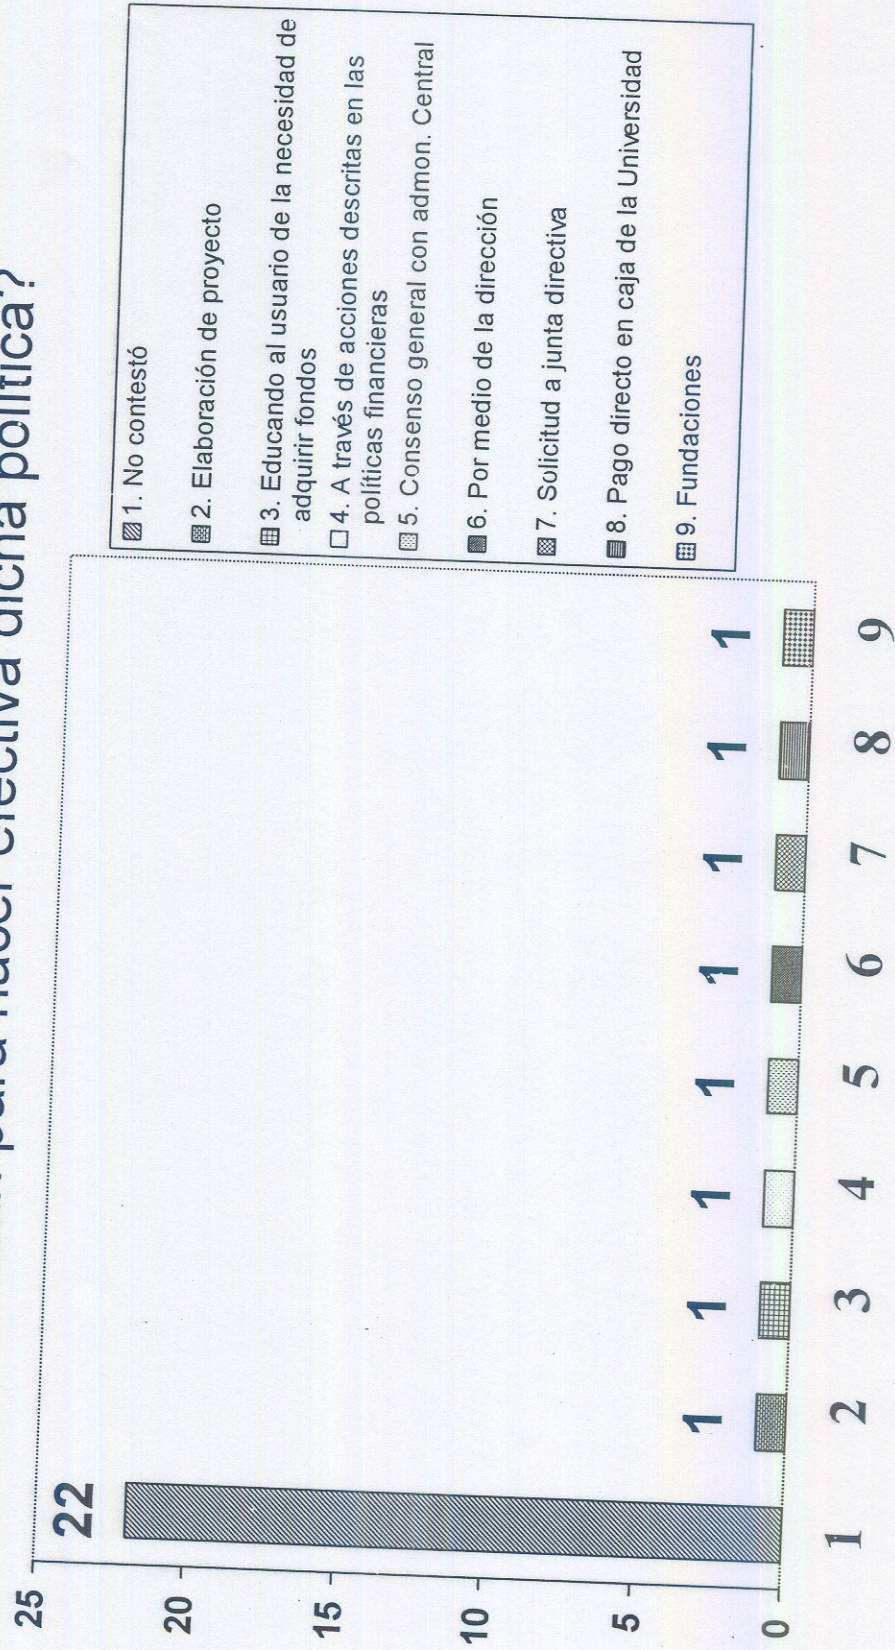 para hacer efectiva dicha política?
25
20
15
10
5
0
22
1
1
1
1
1
1
1
1
1
2
3
4
5
6
7
8
9
1. No contestó
2. Elaboración de proyecto
3. Educando al usuario de la necesidad de
adquirir fondos
4. A través de acciones descritas en las
políticas financieras
5. Consenso general con admon. Central
6. Por medio de la dirección
7. Solicitud a junta directiva
8. Pago directo en caja de la Universidad
9. Fundaciones